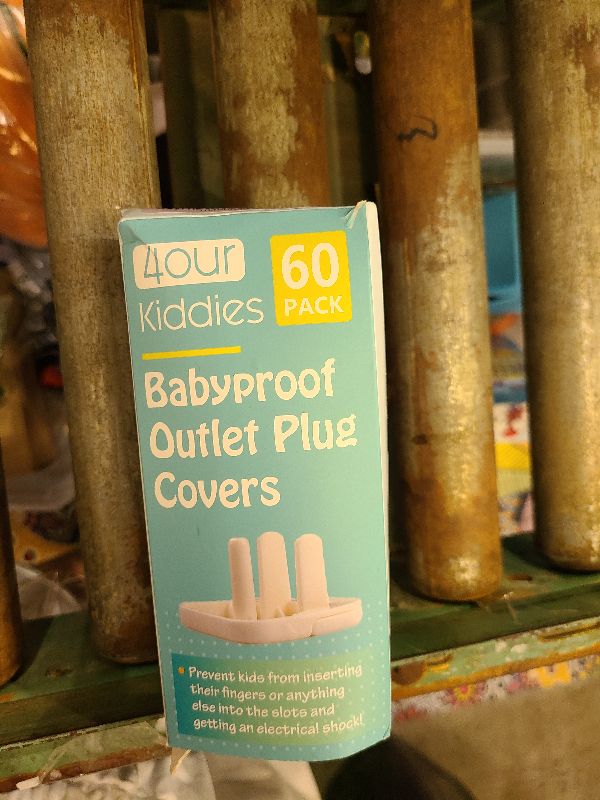 4our
Kiddies
60
PACK
Babyproof
Outlet Plug
Covers
Prevent kids from inserting
their fingers or anything
else into the slots and
getting an electrical shock!